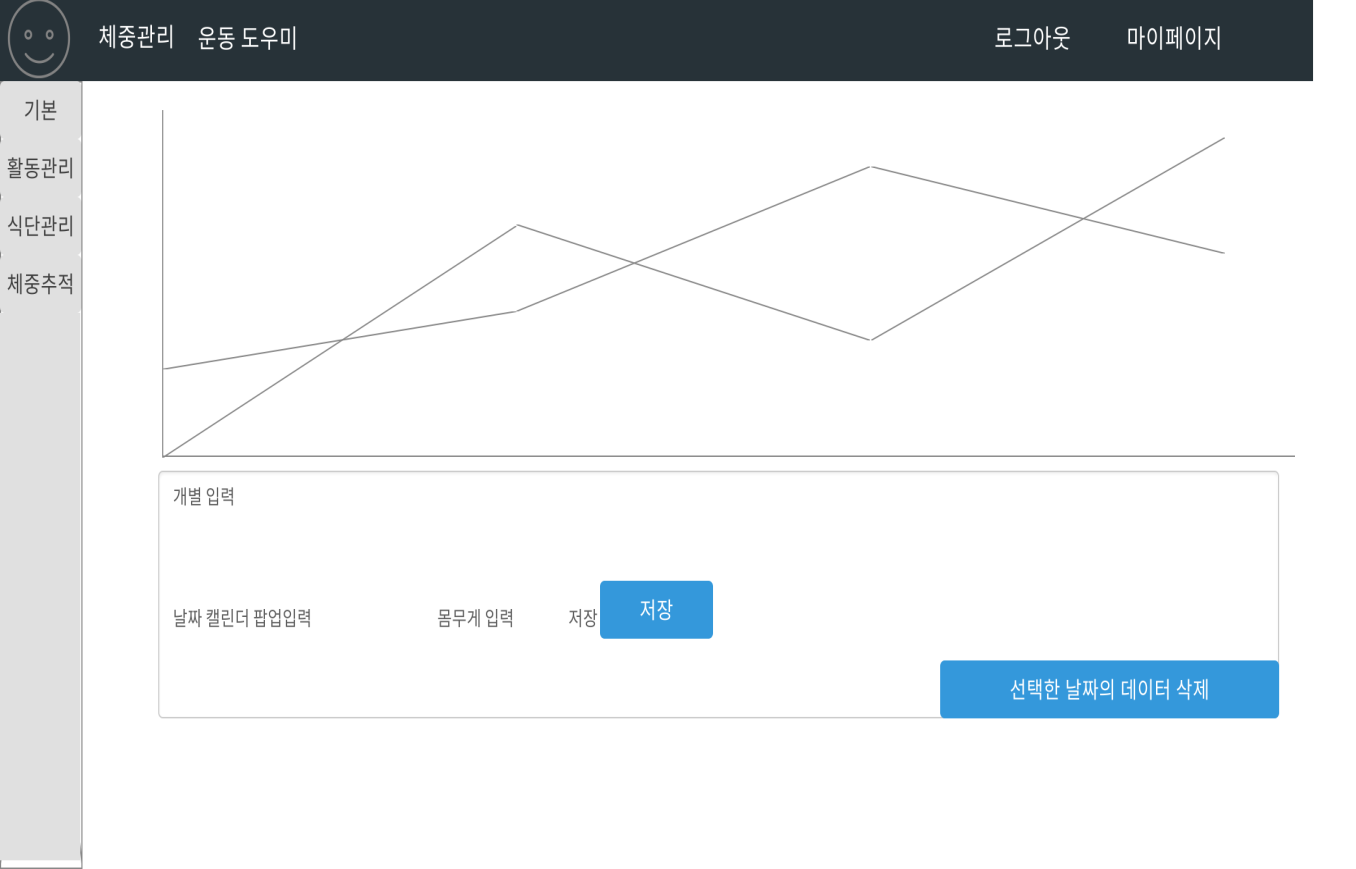 체중관리 운동 도우미 로그아웃 마이페이지
기본
활동관리
식단관리
체중추적
개별 입력
날짜 캘린더 팝업입력 몸무게 입력 저장 저장
선택한 날짜의 데이터 삭제